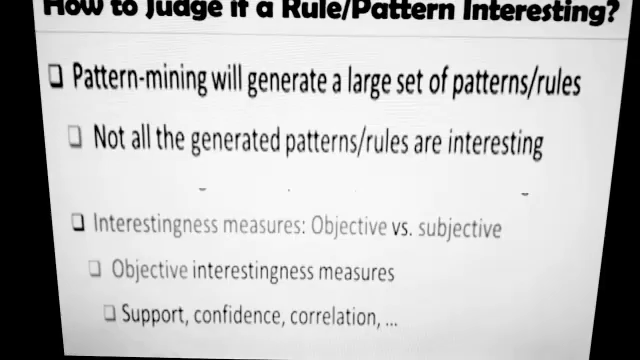 How to Judge if a Rule/Pattern Interesting?
Pattern-mining will generate a large set of patterns/rules
Not all the generated patterns/rules are interesting
Interestingness measures: Objective vs. subjective
Objective interestingness measures
Support, confidence, correlation, ...